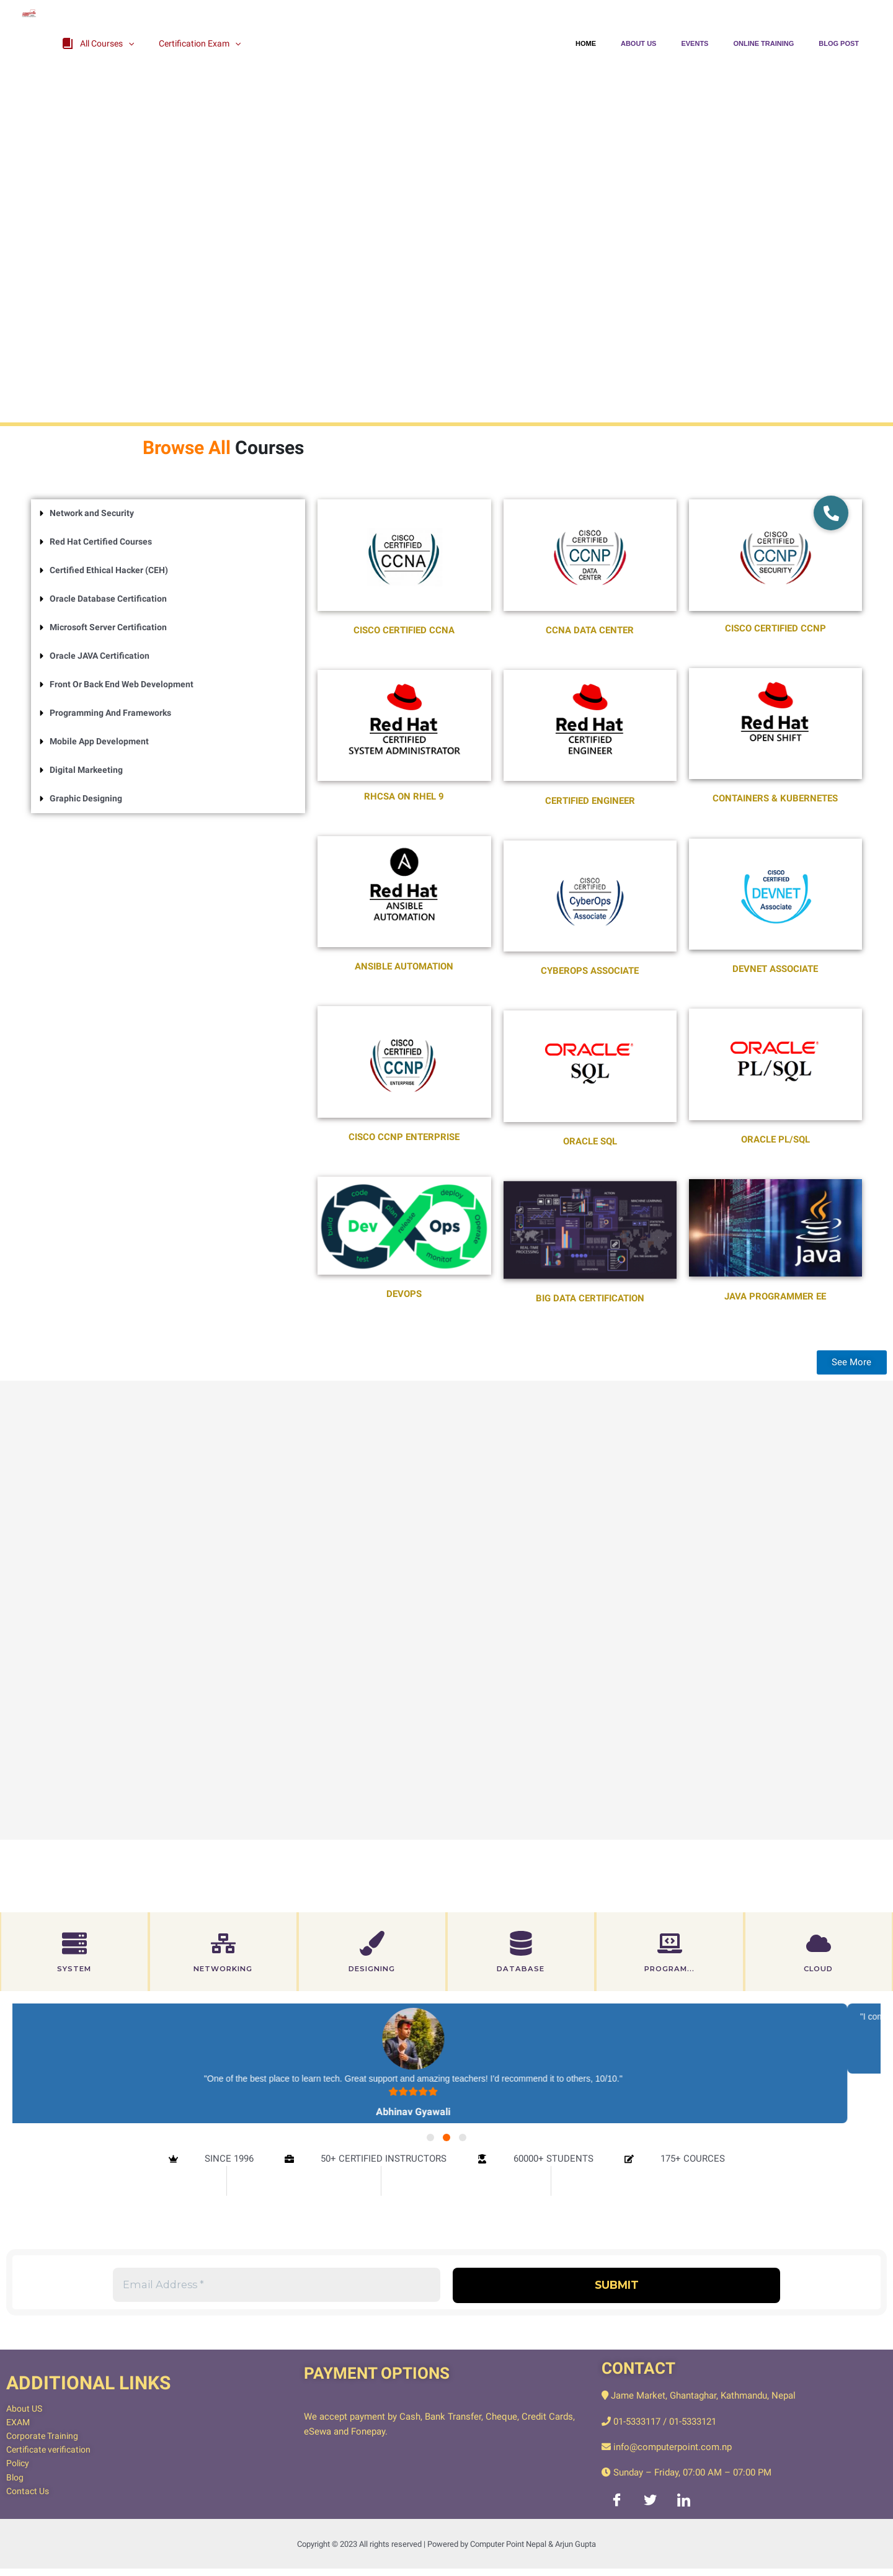 All Courses
Certification Exam
HOME
ABOUT US
EVENTS
ONLINE TRAINING
BLOG POST
Browse All Courses
Network and Security
Red Hat Certified Courses
Certified Ethical Hacker (CEH)
Oracle Database Certification
Microsoft Server Certification
Oracle JAVA Certification
Front Or Back End Web Development
Programming And Frameworks
Mobile App Development
Digital Markeeting
Graphic Designing
CISCO
CERTIFIED
CCNA
CISCO CERTIFIED CCNA
CISCO
CERTIFIED
CCNP
DATA
CENTER
CCNA DATA CENTER
CISCO
CERTIFIED
CCNP
SECURITY
CISCO CERTIFIED CCNP
Red Hat
CERTIFIED
SYSTEM ADMINISTRATOR
RHCSA ON RHEL 9
Red Hat
CERTIFIED
ENGINEER
CERTIFIED ENGINEER
Red Hat
OPEN SHIFT
CONTAINERS & KUBERNETES
Red Hat
ANSIBLE
AUTOMATION
ANSIBLE AUTOMATION
CISCO
CERTIFIED
CyberOps
Associate
CYBEROPS ASSOCIATE
CISCO
CERTIFIED
DEVNET
Associate
DEVNET ASSOCIATE
CISCO
CERTIFIED
CCNP
ENTERPRISE
CISCO CCNP ENTERPRISE
ORACLE
SQL
ORACLE SQL
ORACLE
PL/SQL
ORACLE PL/SQL
code
deploy
plan
release
Operate
Dev
Ops
test
monitor
DEVOPS
BIG DATA CERTIFICATION
Java
JAVA PROGRAMMER EE
See More
SYSTEM
NETWORKING
DESIGNING
DATABASE
PROGRAM...
CLOUD
"One of the best place to learn tech. Great support and amazing teachers! I'd recommend it to others, 10/10."
Abhinav Gyawali
"I cor
SINCE 1996
50+ CERTIFIED INSTRUCTORS
60000+ STUDENTS
175+ COURCES
Email Address *
SUBMIT
ADDITIONAL LINKS
About US
EXAM
Corporate Training
Certificate verification
Policy
Blog
Contact Us
PAYMENT OPTIONS
We accept payment by Cash, Bank Transfer, Cheque, Credit Cards,
eSewa and Fonepay.
CONTACT
Jame Market, Ghantaghar, Kathmandu, Nepal
01-5333117 / 01-5333121
info@computerpoint.com.np
Sunday – Friday, 07:00 AM – 07:00 PM
Copyright © 2023 All rights reserved | Powered by Computer Point Nepal & Arjun Gupta